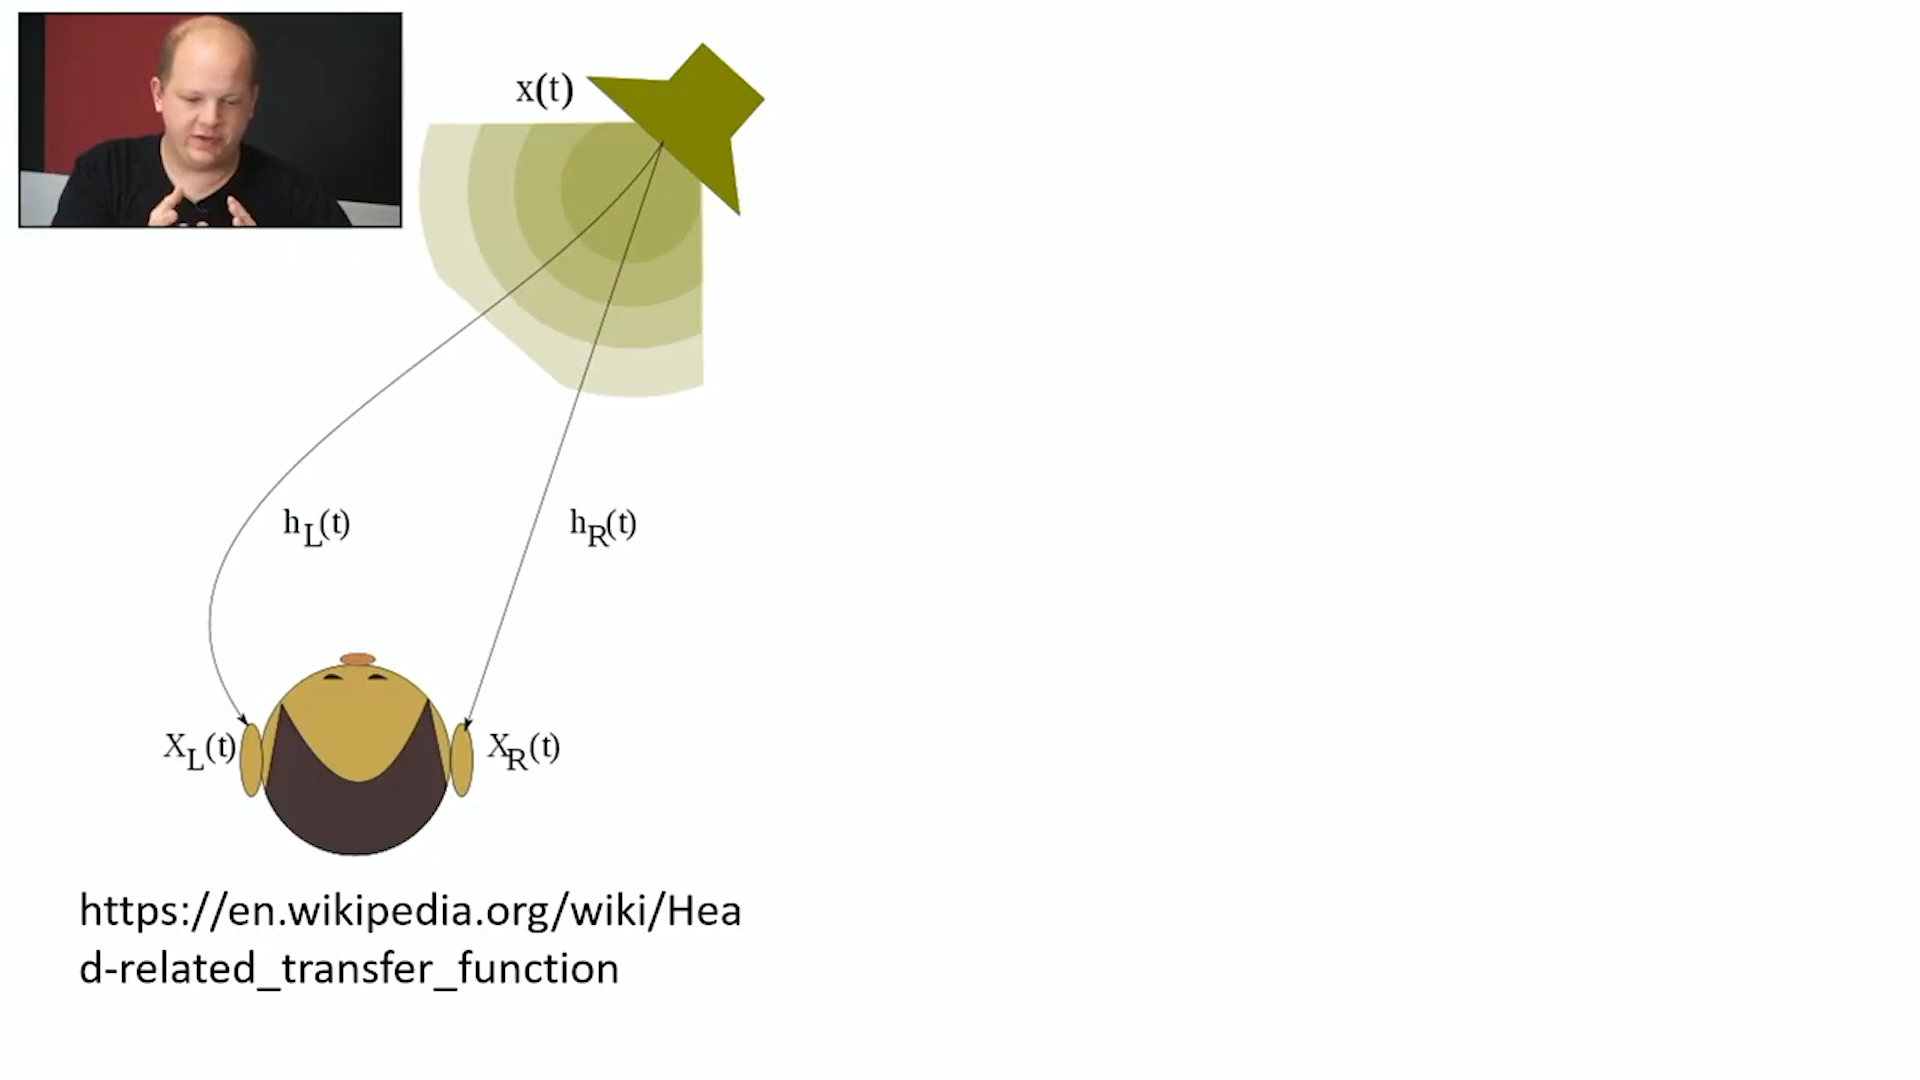 x(t)
hL(t)
hR(t)
XL(t)
XR(t)
https://en.wikipedia.org/wiki/Hea
d-related_transfer_function